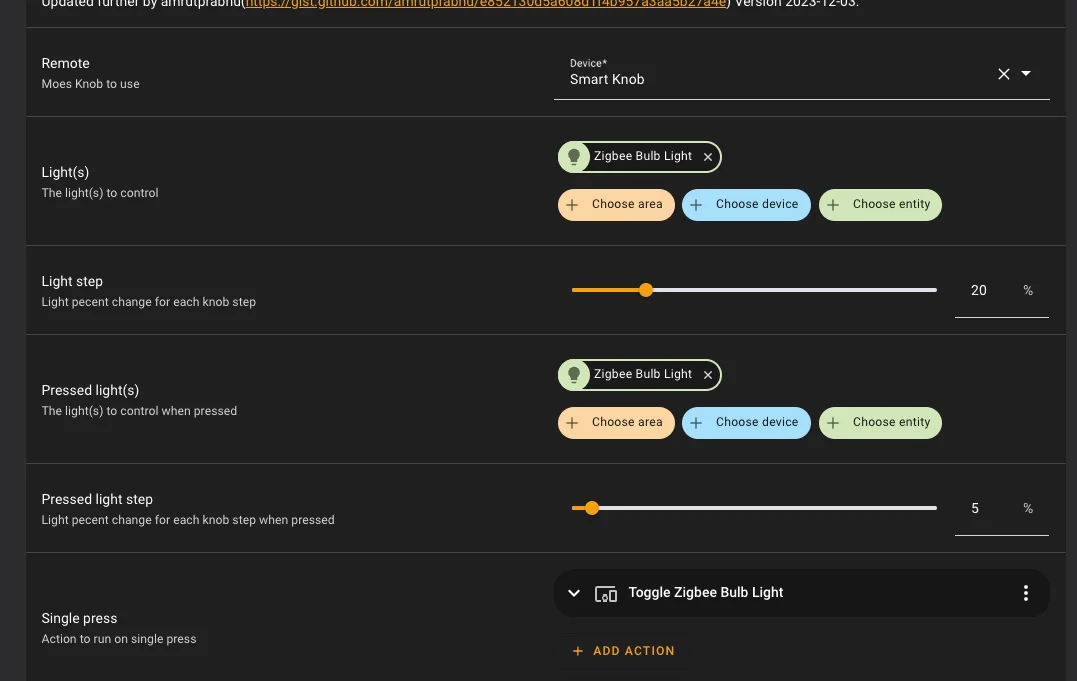 Updated further by amrutprabhu(https://gist.github.com/amrutprabhu/e852130d5a608d1f4b957a3aa5b27a4e) Version 2023-12-03.
Remote
Moes Knob to use
Device*
Smart Knob
Light(s)
The light(s) to control
Zigbee Bulb Light
Choose area
Choose device
Choose entity
Light step
Light pecent change for each knob step
20 %
Pressed light(s)
The light(s) to control when pressed
Zigbee Bulb Light
Choose area
Choose device
Choose entity
Pressed light step
Light pecent change for each knob step when pressed
5 %
Single press
Action to run on single press
Toggle Zigbee Bulb Light
ADD ACTION